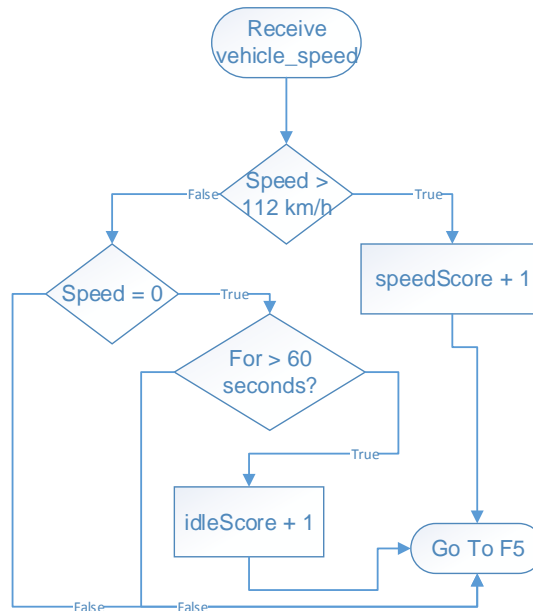 Receive
vehicle_speed
Speed >
112 km/h
False
True
Speed = 0
True
speedScore + 1
For > 60
seconds?
True
idleScore + 1
Go To F5
False
False